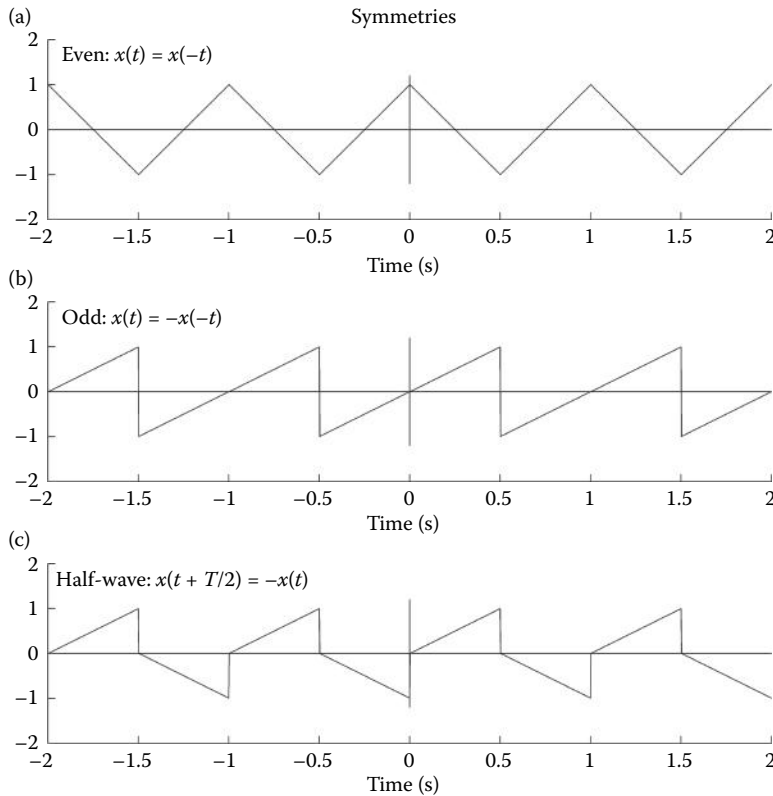 (a)
Symmetries
2
Even: x(t) = x(−t)
1
0
−1
−2
−2 −1.5 −1 −0.5 0 0.5 1 1.5 2
Time (s)
(b)
2
Odd: x(t) = −x(−t)
1
0
−1
−2
−2 −1.5 −1 −0.5 0 0.5 1 1.5 2
Time (s)
(c)
2
Half-wave: x(t + T/2) = −x(t)
1
0
−1
−2
−2 −1.5 −1 −0.5 0 0.5 1 1.5 2
Time (s)